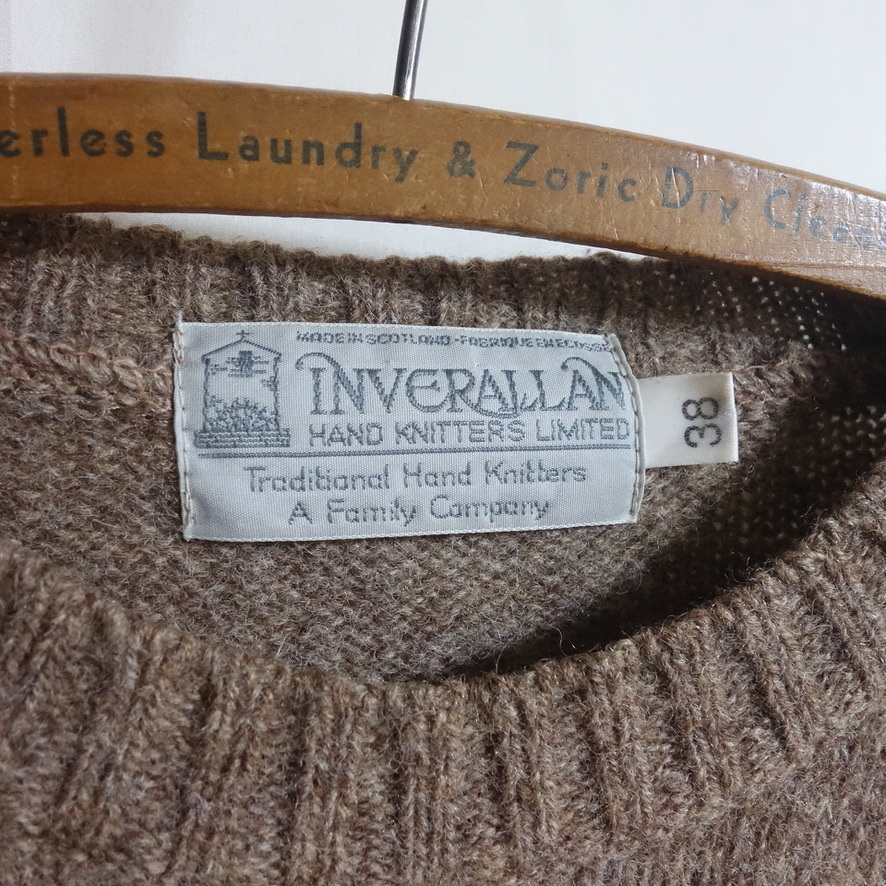 erless Laundry & Zoric Dry Cleane
MADE IN SCOTLAND-FABRIQUE EN ECOSSE
INVERALLAN
HAND KNITTERS LIMITED
Traditional Hand Knitters
A Family Company
38